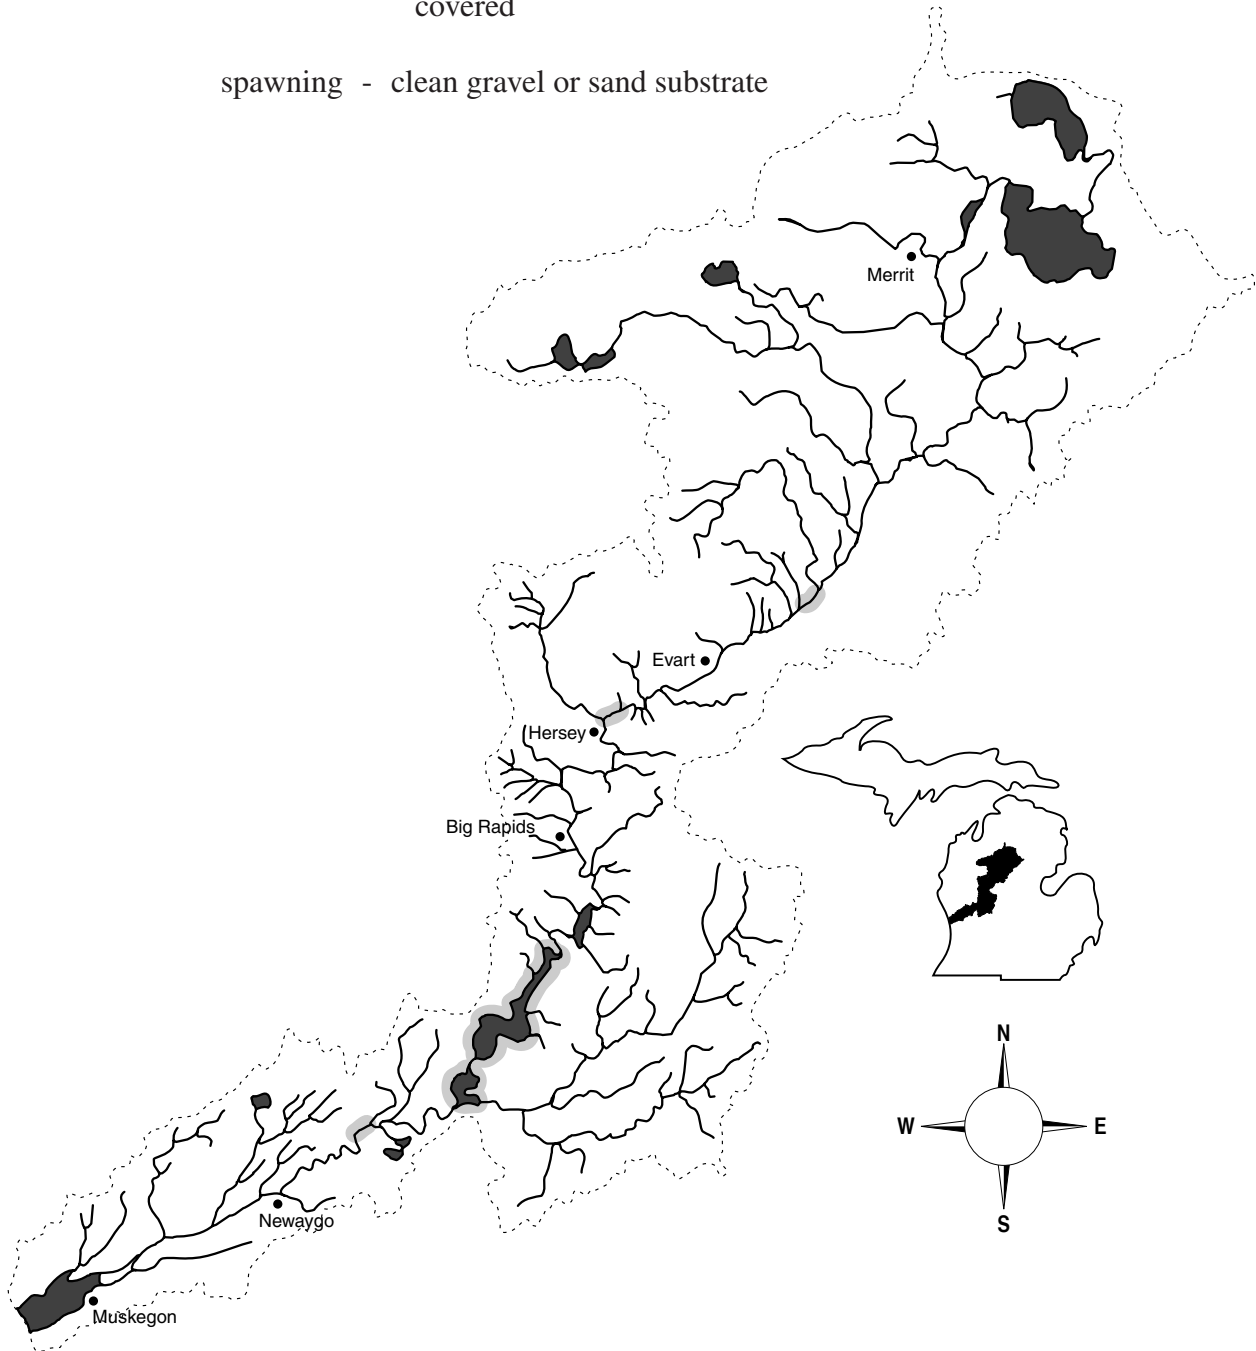 covered
spawning - clean gravel or sand substrate
Merrit
Evart
Hersey
Big Rapids
N
W
E
S
Newaygo
Muskegon